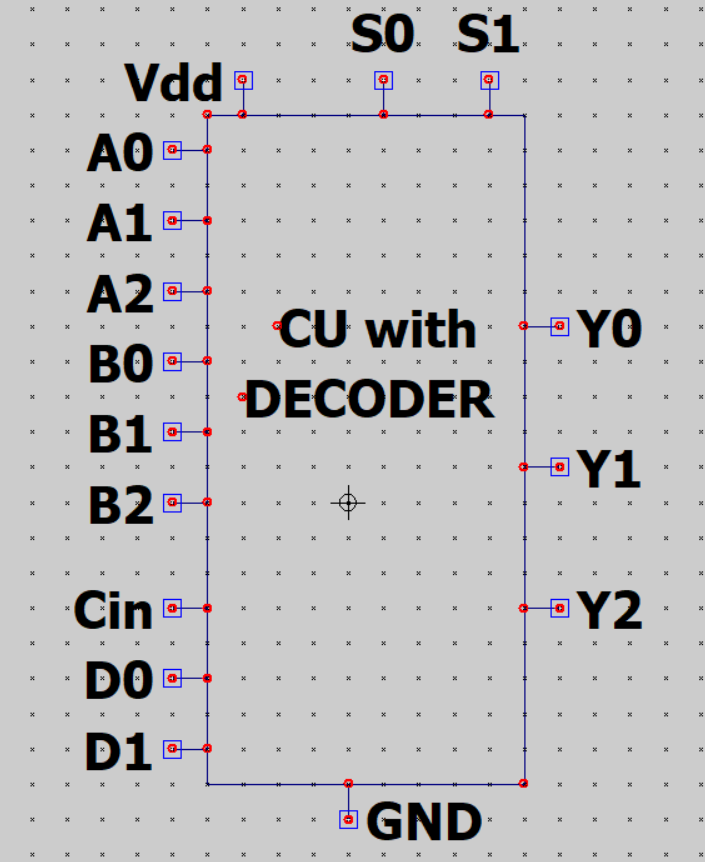 S0 S1
Vdd
A0
A1
A2
CU with
Y0
B0
DECODER
B1
Y1
B2
Cin
Y2
D0
D1
GND